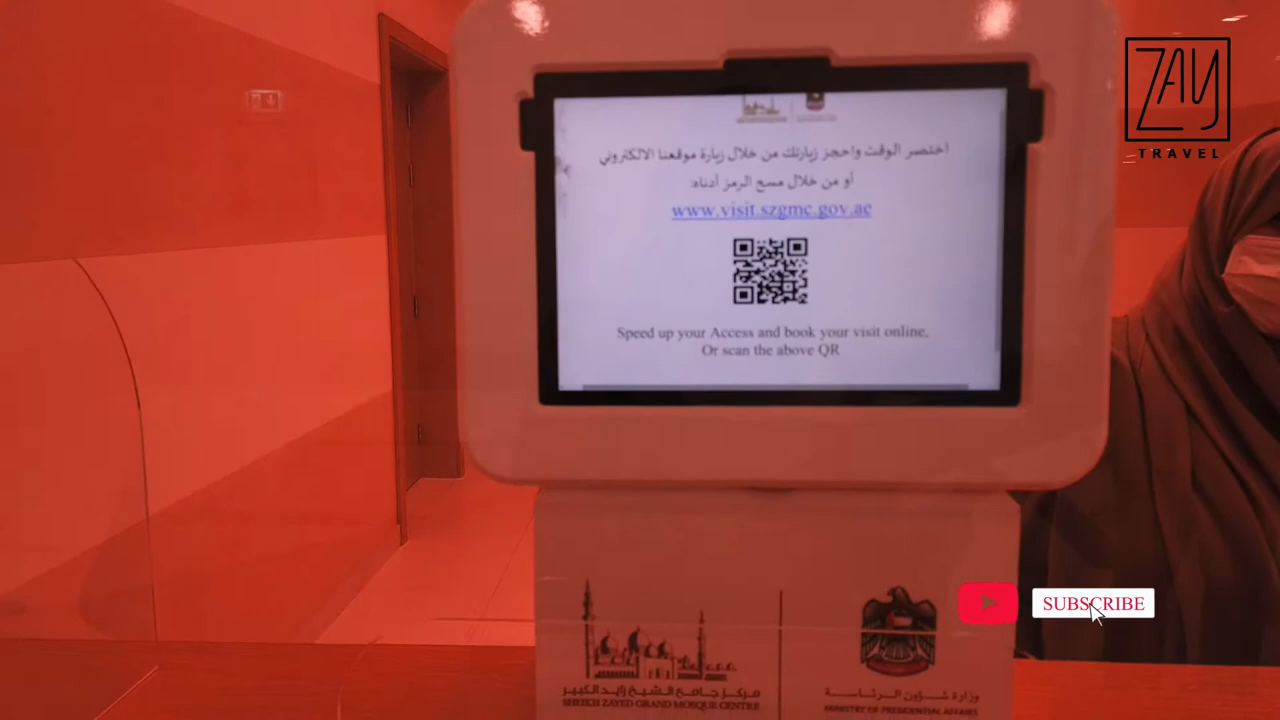 ZAY
TRAVEL
اختصر الوقت واحجز زيارتك من خلال زيارة موقعنا الالكتروني
أو من خلال مسح الرمز أدناه:
www.visit.szgmc.gov.ae
Speed up your Access and book your visit online.
Or scan the above QR
SUBSCRIBE
مركز جامع الشيخ زايد الكبير
SHEIKH ZAYED GRAND MOSQUE CENTRE
وزارة شؤون الرئاسة
MINISTRY OF PRESIDENTIAL AFFAIRS